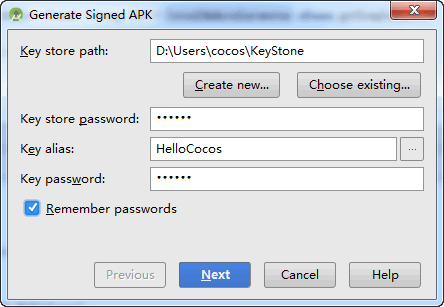 Generate Signed APK
Key store path: D:\Users\cocos\KeyStone
Create new... Choose existing...
Key store password: ••••••
Key alias: HelloCocos ...
Key password: ••••••
Remember passwords
Previous Next Cancel Help